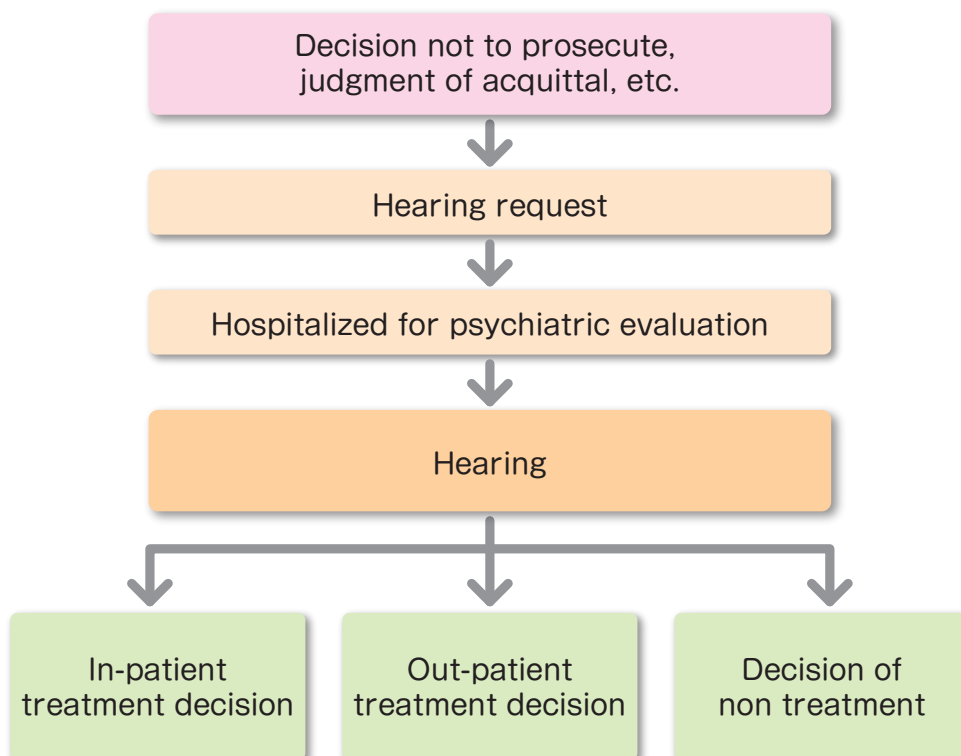 Decision not to prosecute,
judgment of acquittal, etc.
Hearing request
Hospitalized for psychiatric evaluation
Hearing
In-patient
treatment decision
Out-patient
treatment decision
Decision of
non treatment